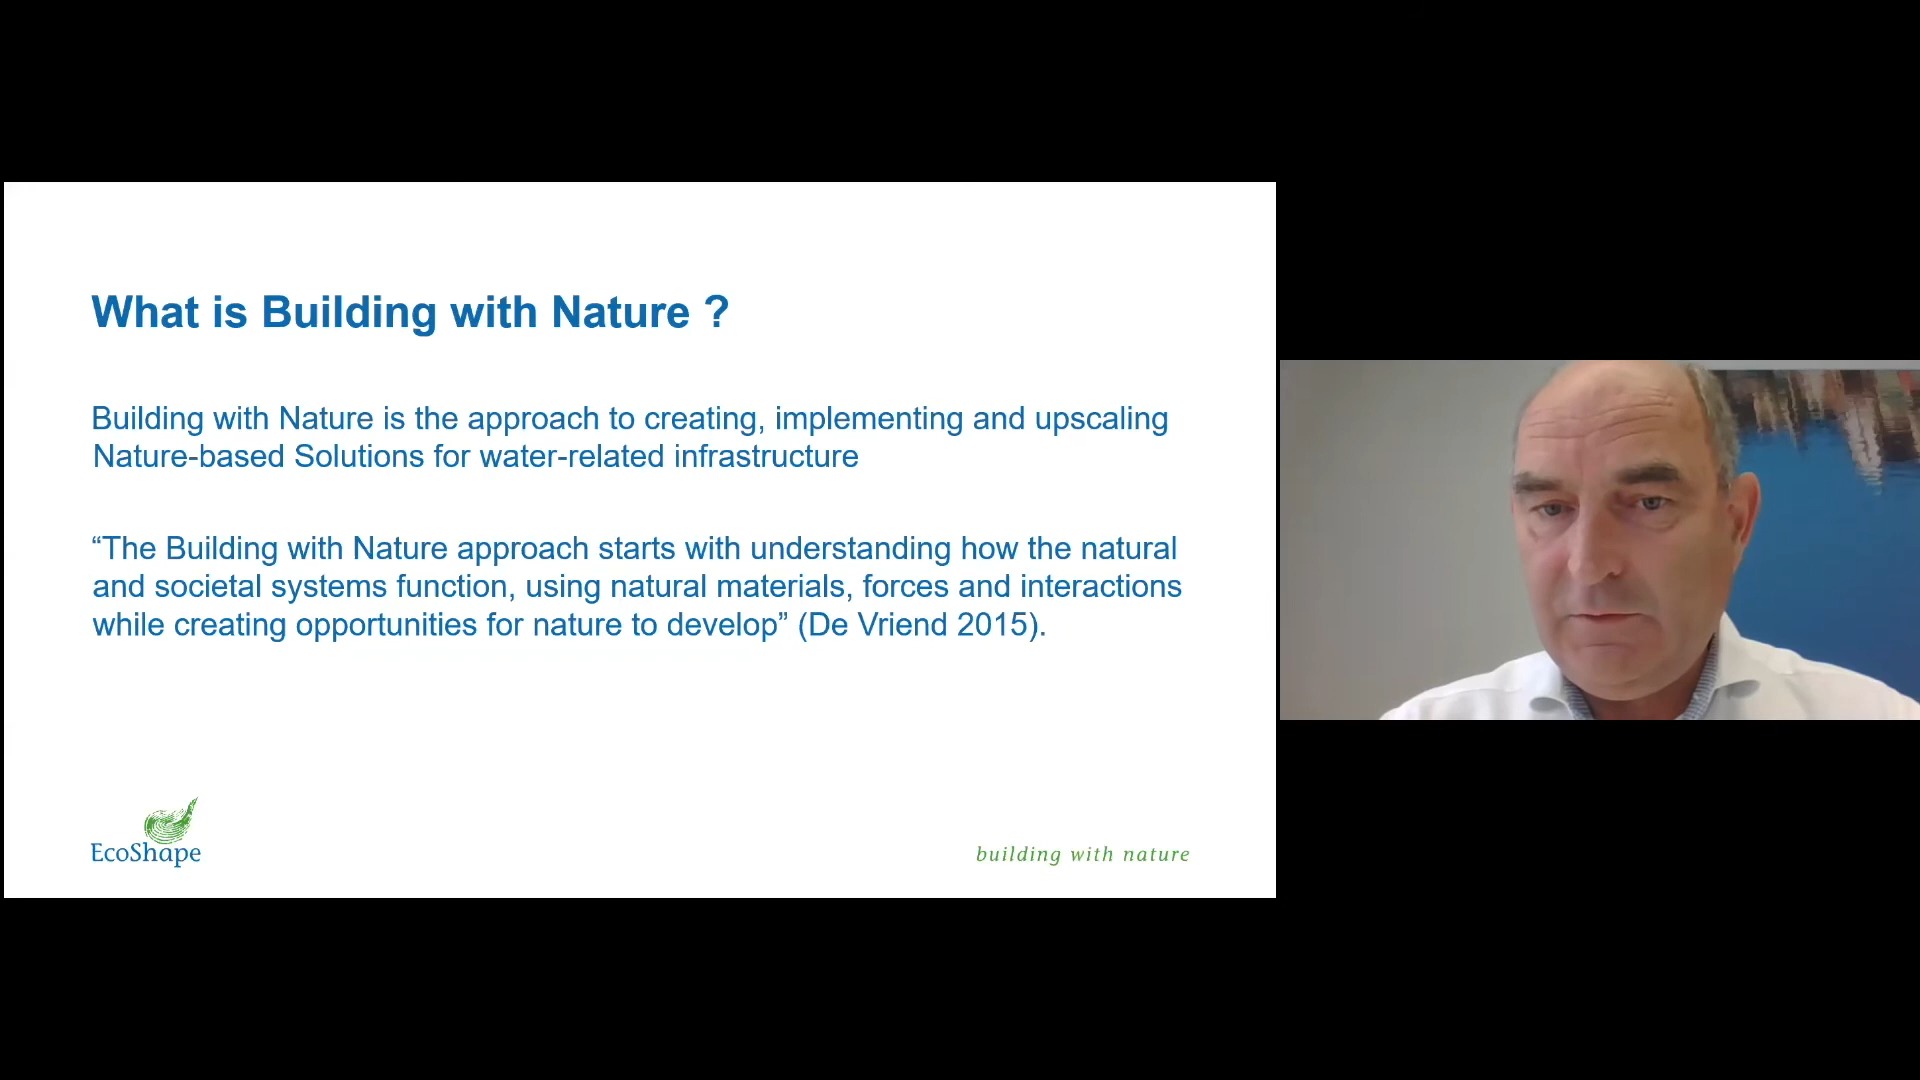 What is Building with Nature ?
Building with Nature is the approach to creating, implementing and upscaling
Nature-based Solutions for water-related infrastructure
“The Building with Nature approach starts with understanding how the natural
and societal systems function, using natural materials, forces and interactions
while creating opportunities for nature to develop” (De Vriend 2015).
EcoShape
building with nature